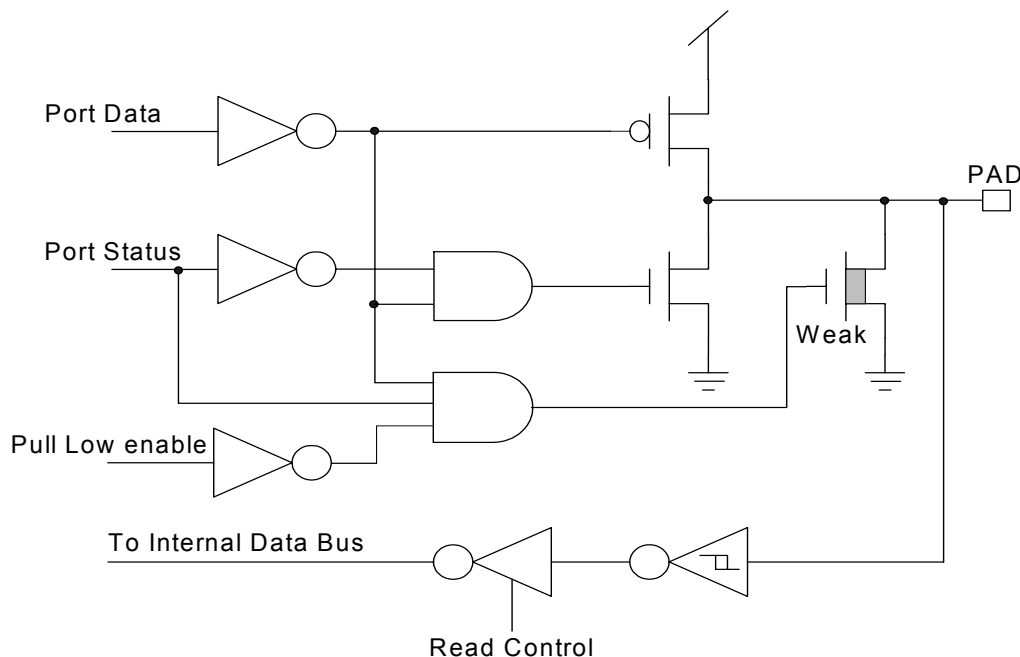 Port Data
PAD
Port Status
Weak
Pull Low enable
To Internal Data Bus
Read Control